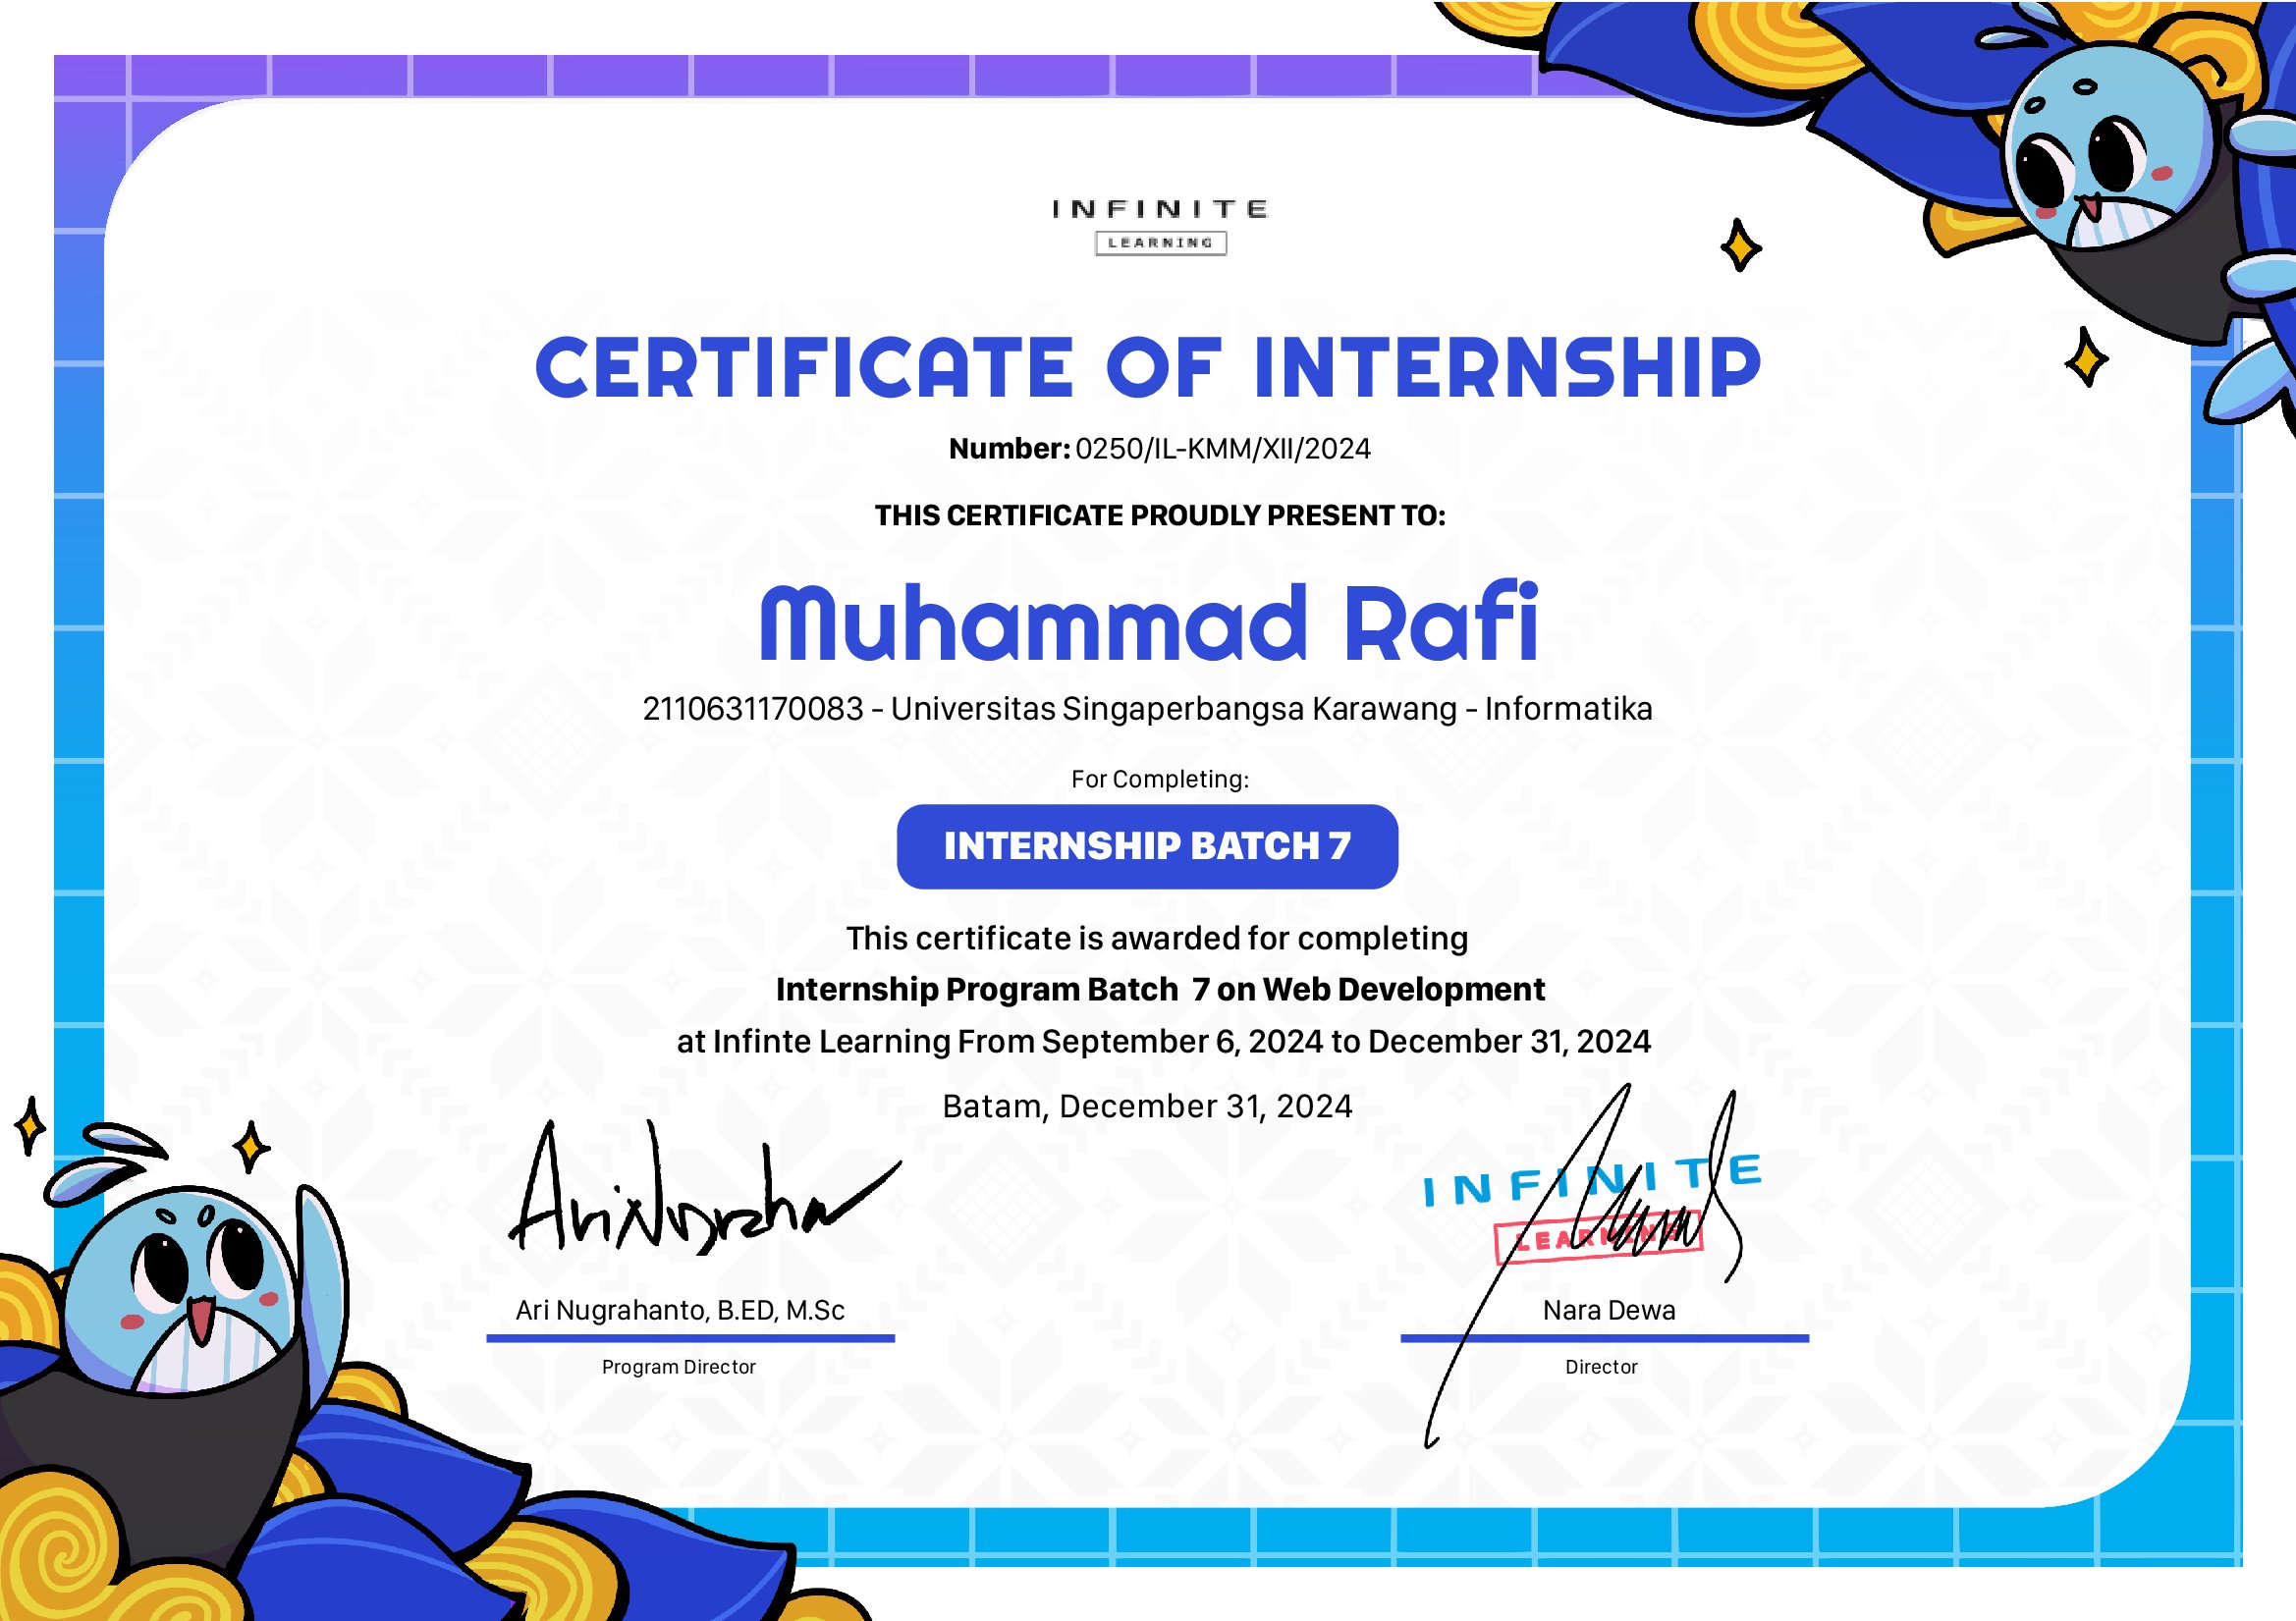 INFINITE
LEARNING
CERTIFICATE OF INTERNSHIP
Number: 0250/IL-KMM/XII/2024
THIS CERTIFICATE PROUDLY PRESENT TO:
Muhammad Rafi
2110631170083 - Universitas Singaperbangsa Karawang - Informatika
For Completing:
INTERNSHIP BATCH 7
This certificate is awarded for completing
Internship Program Batch 7 on Web Development
at Infinte Learning From September 6, 2024 to December 31, 2024
Batam, December 31, 2024
INFINITE
LEARNING
Ari Nugrahanto, B.ED, M.Sc
Nara Dewa
Program Director
Director